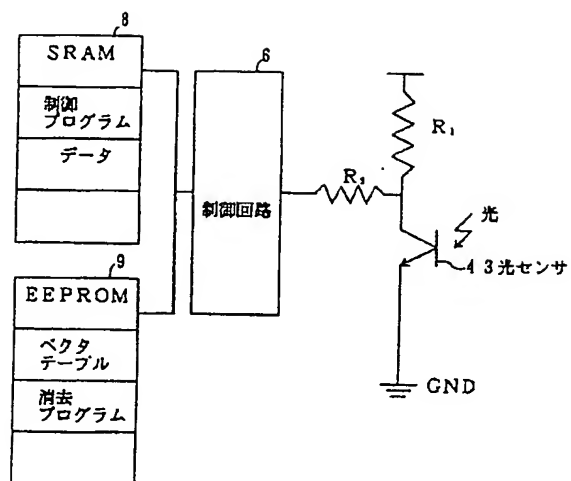 8
SRAM
制御
プログラム
データ
9
EEPROM
ベクタ
テーブル
消去
プログラム
6
制御回路
R₁
R₂
光
43光センサ
GND